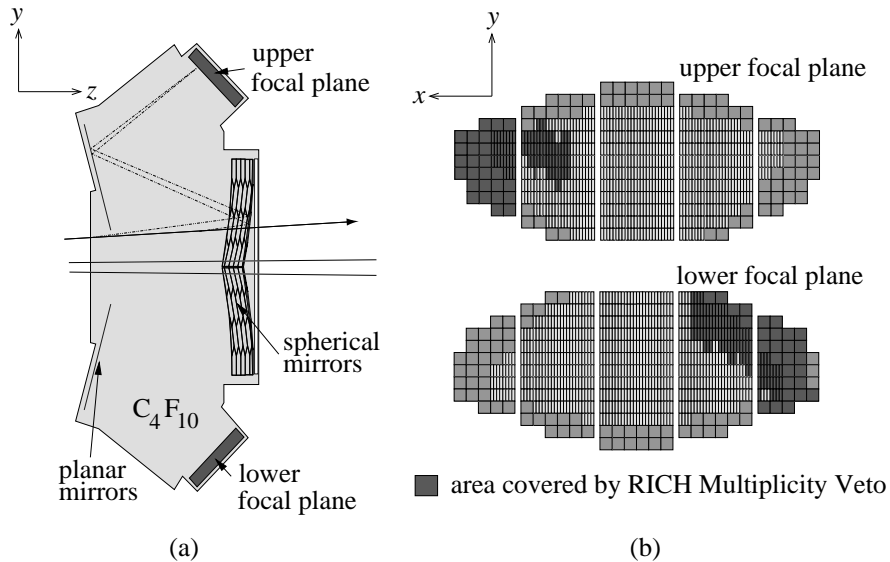 y
z
upper
focal plane
spherical
mirrors
C4F10
planar
mirrors
lower
focal plane
(a)
y
x
upper focal plane
lower focal plane
area covered by RICH Multiplicity Veto
(b)